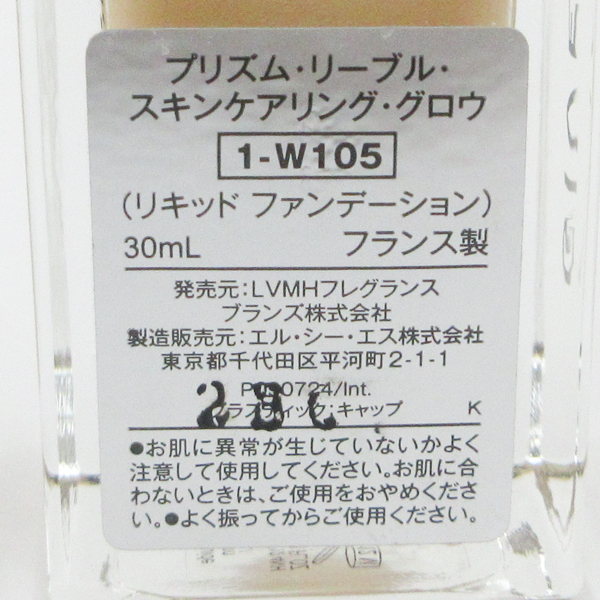 プリズム・リーブル・
スキンケアリング・グロウ
1-W105
(リキッド ファンデーション)
30mL フランス製
発売元:LVMHフレグランス
ブランズ株式会社
製造販売元:エル・シー・エス株式会社
東京都千代田区平河町2-1-1
/Int.
プラスティック:キャップ K
●お肌に異常が生じていないかよく
注意して使用してください。お肌に合
わないときは、ご使用をおやめくださ
い。●よく振ってからご使用ください。